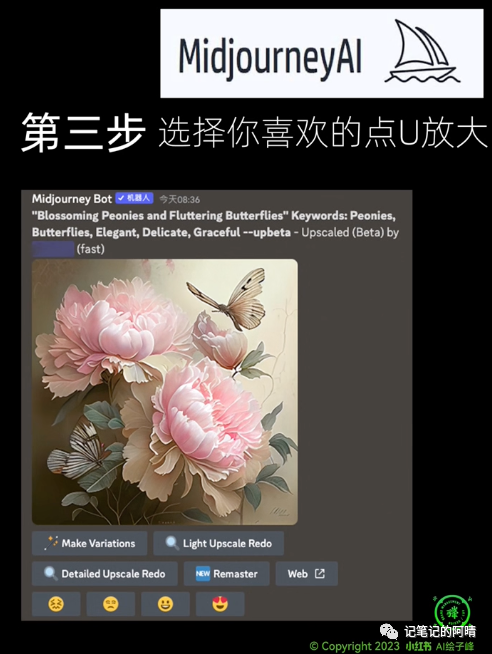 MidjourneyAI
第三步 选择你喜欢的点U放大
Midjourney Bot ✓机器人 今天08:36
"Blossoming Peonies and Fluttering Butterflies" Keywords: Peonies,
Butterflies, Elegant, Delicate, Graceful --upbeta - Upscaled (Beta) by
(fast)
Make Variations Light Upscale Redo
Detailed Upscale Redo NEW Remaster Web
记笔记的阿晴
© Copyright 2023 小红书 AI绘子峰